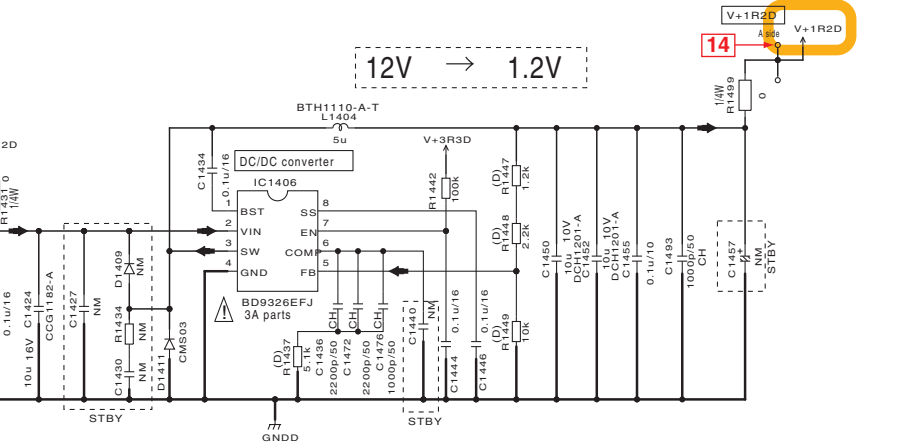 V+1R2D
V+1R2D
A side
14
12V → 1.2V
1/4W
R1499
0
BTH1110-A-T
L1404
5u
V+3R3D
2D
R1431 0
1/4W
C1434
0.1u/16
DC/DC converter
IC1406
R1442
100k
(D)
R1447
1.2k
(D)
R1448
2.2k
1 BST
2 VIN
3 SW
4 GND
SS 8
EN 7
COMP 6
FB 5
BD9326EFJ
3A parts
0.1u/16
10u 16V
C1424
CCG1182-A
C1427
NM
D1409
NM
R1434
NM
C1430
NM
STBY
D1411
CMS03
(D)
R1437
5.1k
C1436
2200p/50
CH
C1472
2200p/50
CH
C1476
1000p/50
CH
C1440
NM
STBY
C1444
0.1u/16
C1446
0.1u/16
(D)
R1449
10k
C1450
10u 10V
DCH1201-A
C1452
10u 10V
DCH1201-A
C1455
0.1u/10
C1493
1000p/50
CH
C1457
+
NM
STBY
GNDD